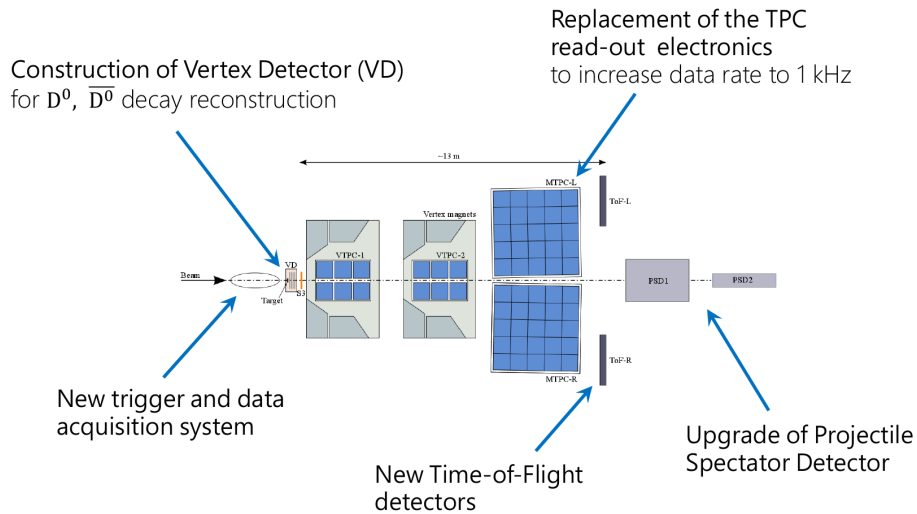 Replacement of the TPC
read-out electronics
to increase data rate to 1 kHz
Construction of Vertex Detector (VD)
for D⁰, D̅⁰ decay reconstruction
~13 m
MTPC-L
ToF-L
Vertex magnets
VTPC-1
VTPC-2
VD
Beam
Target
S3
PSD1
PSD2
ToF-R
MTPC-R
New trigger and data
acquisition system
New Time-of-Flight
detectors
Upgrade of Projectile
Spectator Detector